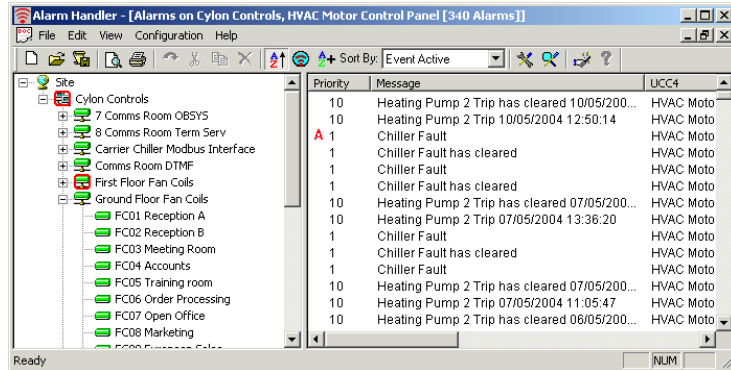 Alarm Handler - [Alarms on Cylon Controls, HVAC Motor Control Panel [340 Alarms]]
File Edit View Configuration Help
Sort By: Event Active
Site
Cylon Controls
7 Comms Room OBSYS
8 Comms Room Term Serv
Carrier Chiller Modbus Interface
Comms Room DTMF
First Floor Fan Coils
Ground Floor Fan Coils
FC01 Reception A
FC02 Reception B
FC03 Meeting Room
FC04 Accounts
FC05 Training room
FC06 Order Processing
FC07 Open Office
FC08 Marketing
Priority Message UCC4
10 Heating Pump 2 Trip has cleared 10/05/200... HVAC Moto
10 Heating Pump 2 Trip 10/05/2004 12:50:14 HVAC Moto
A 1 Chiller Fault HVAC Moto
1 Chiller Fault has cleared HVAC Moto
1 Chiller Fault HVAC Moto
1 Chiller Fault has cleared HVAC Moto
10 Heating Pump 2 Trip has cleared 07/05/200... HVAC Moto
10 Heating Pump 2 Trip 07/05/2004 13:36:20 HVAC Moto
1 Chiller Fault HVAC Moto
1 Chiller Fault has cleared HVAC Moto
1 Chiller Fault HVAC Moto
10 Heating Pump 2 Trip has cleared 07/05/200... HVAC Moto
10 Heating Pump 2 Trip 07/05/2004 11:05:47 HVAC Moto
10 Heating Pump 2 Trip has cleared 06/05/200... HVAC Moto
Ready NUM